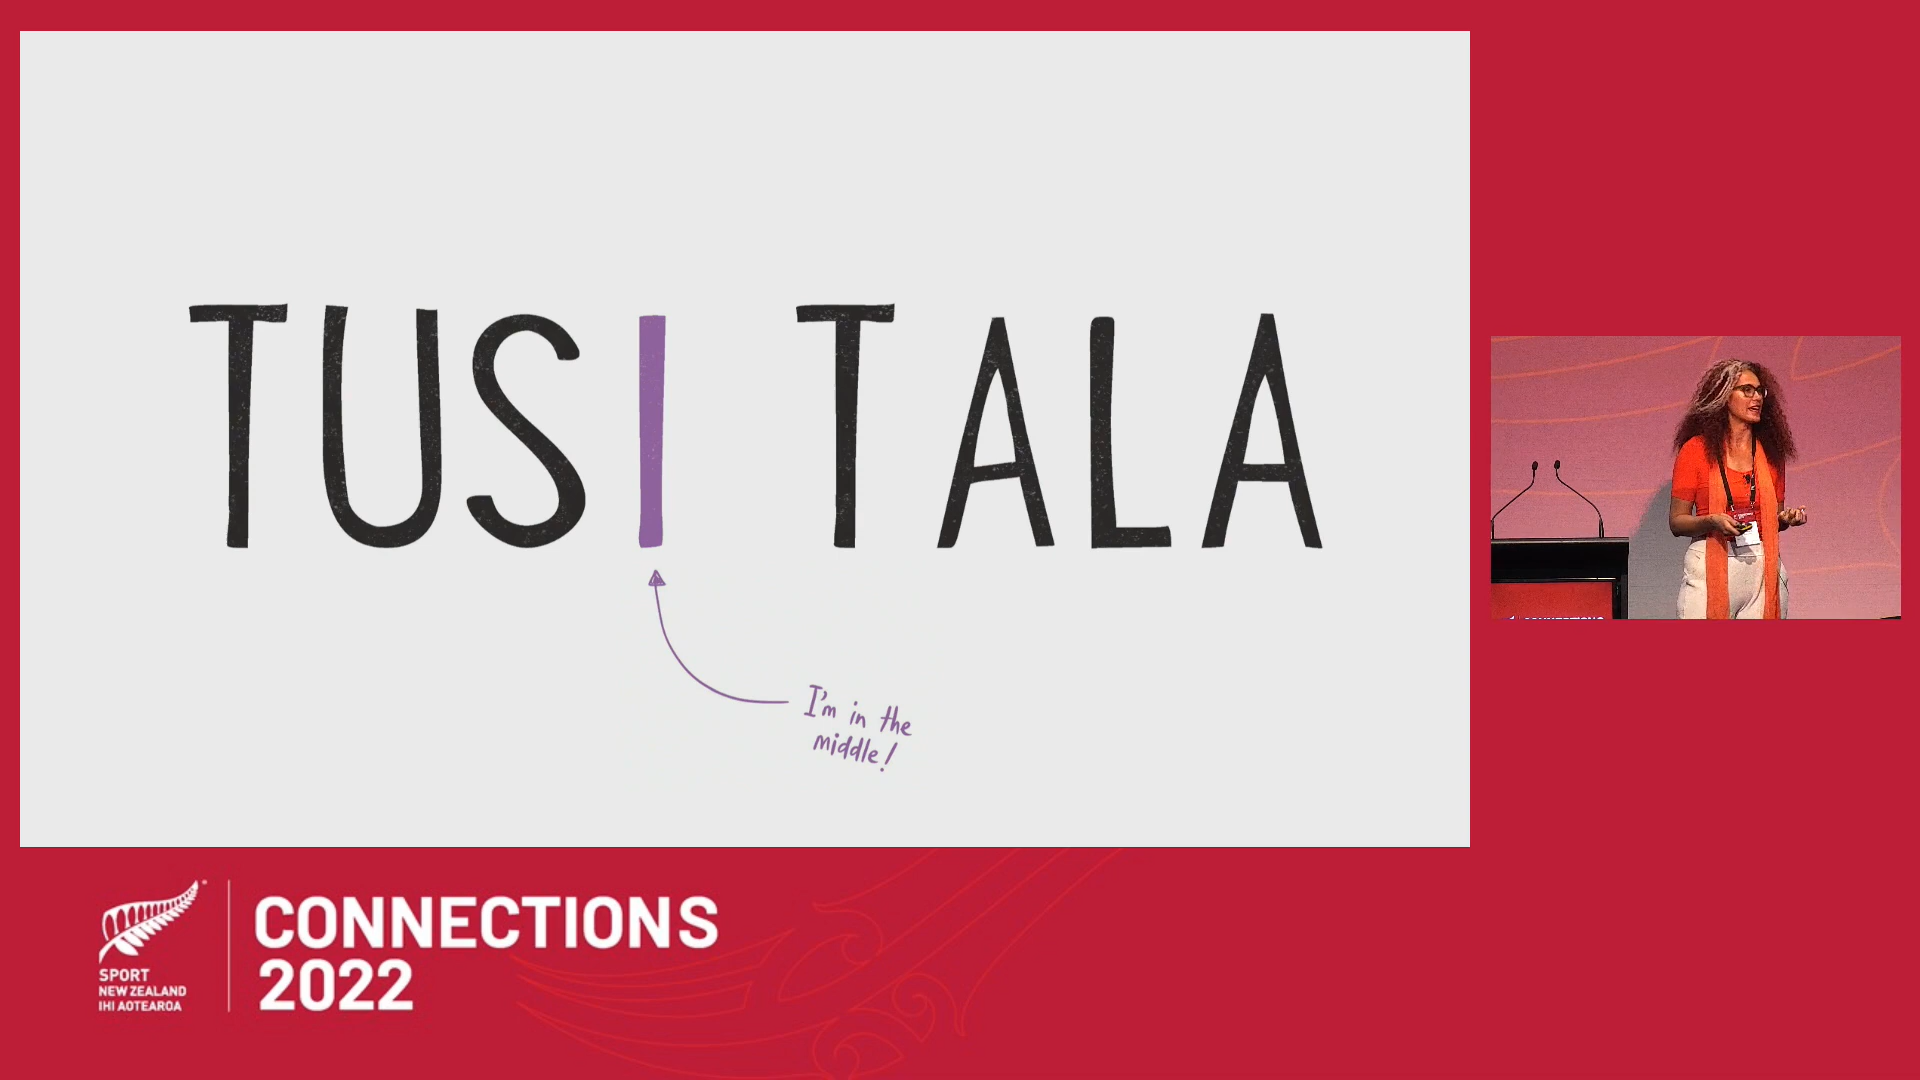 TUSI TALA
I'm in the
middle!
SPORT
NEW ZEALAND
IHI AOTEAROA
CONNECTIONS
2022